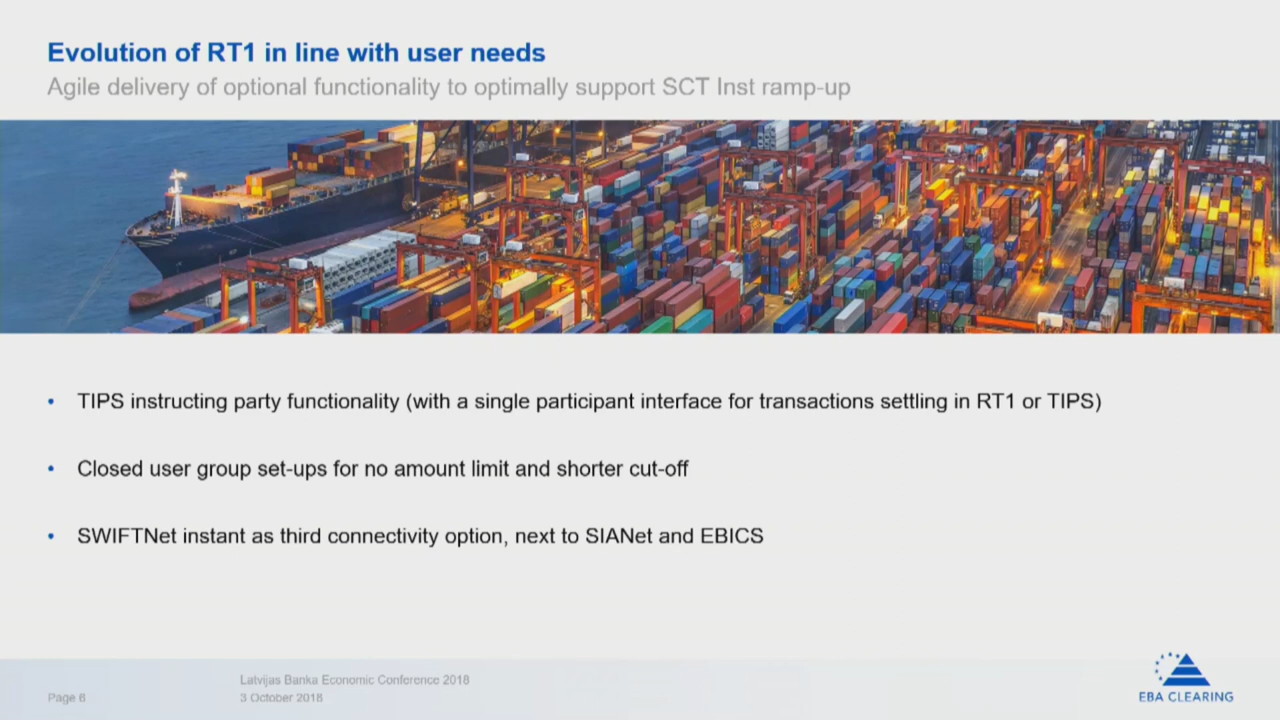 Evolution of RT1 in line with user needs
Agile delivery of optional functionality to optimally support SCT Inst ramp-up
• TIPS instructing party functionality (with a single participant interface for transactions settling in RT1 or TIPS)
• Closed user group set-ups for no amount limit and shorter cut-off
• SWIFTNet instant as third connectivity option, next to SIANet and EBICS
Latvijas Banka Economic Conference 2018
Page 6
3 October 2018
EBA CLEARING